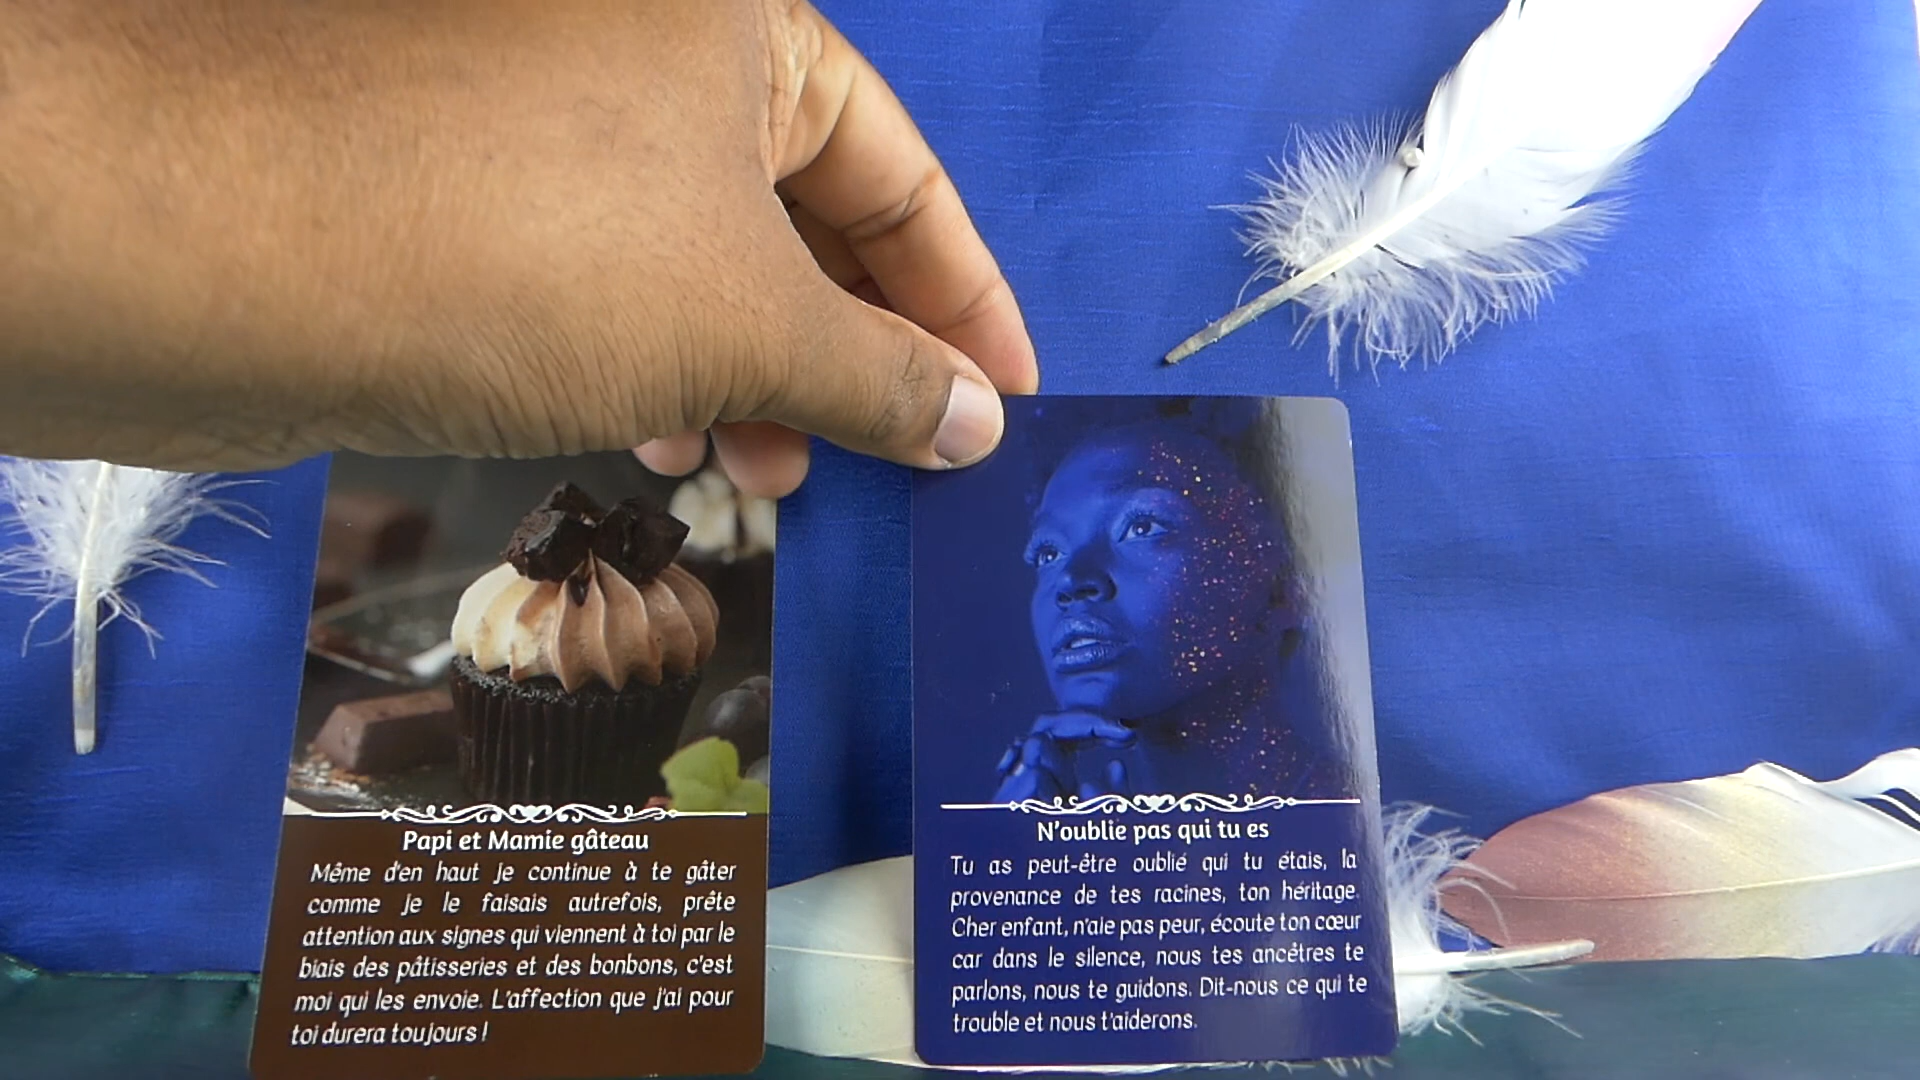 Papi et Mamie gâteau
Même d'en haut je continue à te gâter
comme je le faisais autrefois, prête
attention aux signes qui viennent à toi par le
biais des pâtisseries et des bonbons, c'est
moi qui les envoie. L'affection que j'ai pour
toi durera toujours !
N'oublie pas qui tu es
Tu as peut-être oublié qui tu étais, la
provenance de tes racines, ton héritage.
Cher enfant, n'aie pas peur, écoute ton cœur
car dans le silence, nous tes ancêtres te
parlons, nous te guidons. Dit-nous ce qui te
trouble et nous t'aiderons.